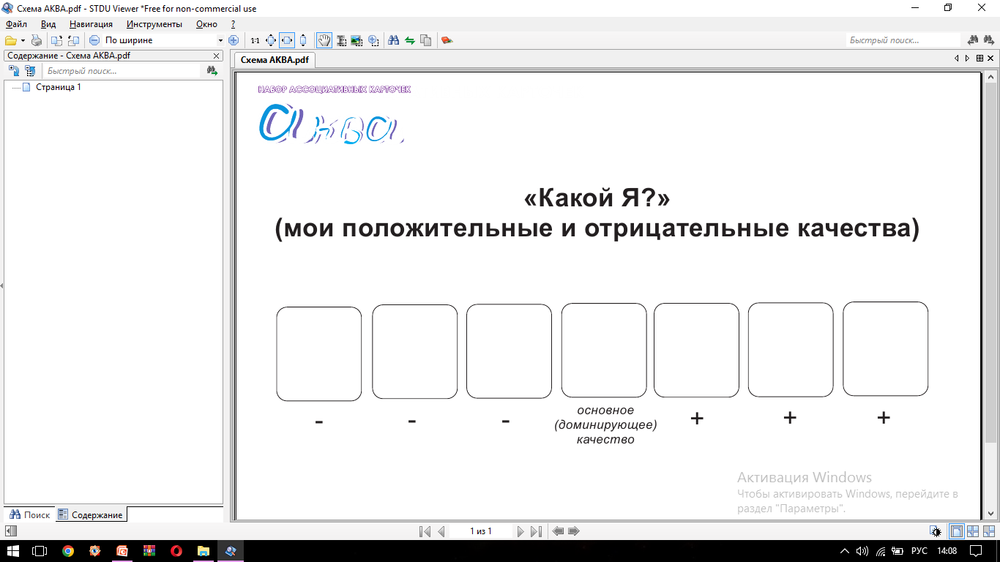 Схема АКВА.pdf - STDU Viewer *Free for non-commercial use
Файл Вид Навигация Инструменты Окно ?
По ширине
1:1
Быстрый поиск...
Содержание - Схема АКВА.pdf
Быстрый поиск...
Страница 1
Схема АКВА.pdf
НАБОР АССОЦИАТИВНЫХ КАРТОЧЕК
аква
«Какой Я?»
(мои положительные и отрицательные качества)
- - - + + +
основное
(доминирующее)
качество
Активация Windows
Чтобы активировать Windows, перейдите в
раздел "Параметры".
Поиск Содержание
1 из 1
РУС 14:08